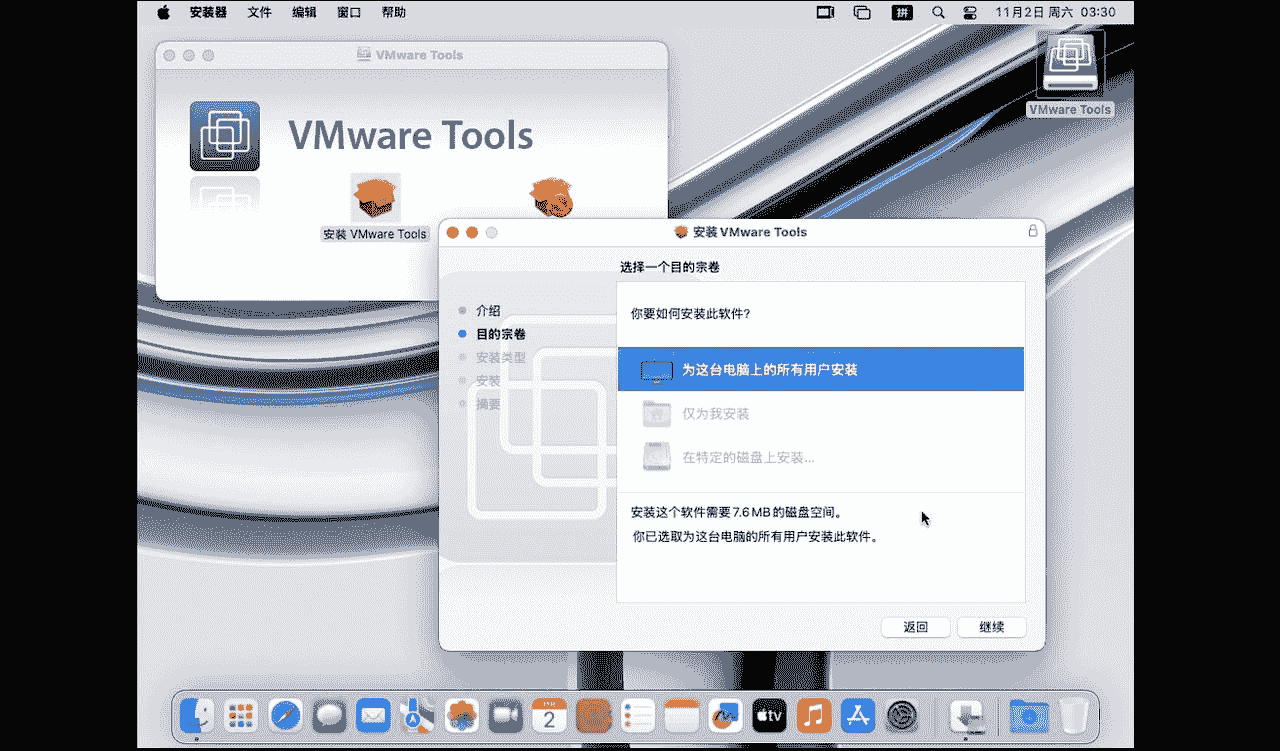 安装器 文件 编辑 窗口 帮助 拼 11月2日 周六 03:30
VMware Tools
VMware Tools
VMware Tools
安装 VMware Tools
安装 VMware Tools
选择一个目的宗卷
介绍
目的宗卷
安装类型
安装
摘要
你要如何安装此软件?
为这台电脑上的所有用户安装
仅为我安装
在特定的磁盘上安装...
安装这个软件需要 7.6 MB 的磁盘空间。
你已选取为这台电脑的所有用户安装此软件。
返回 继续
2
tv